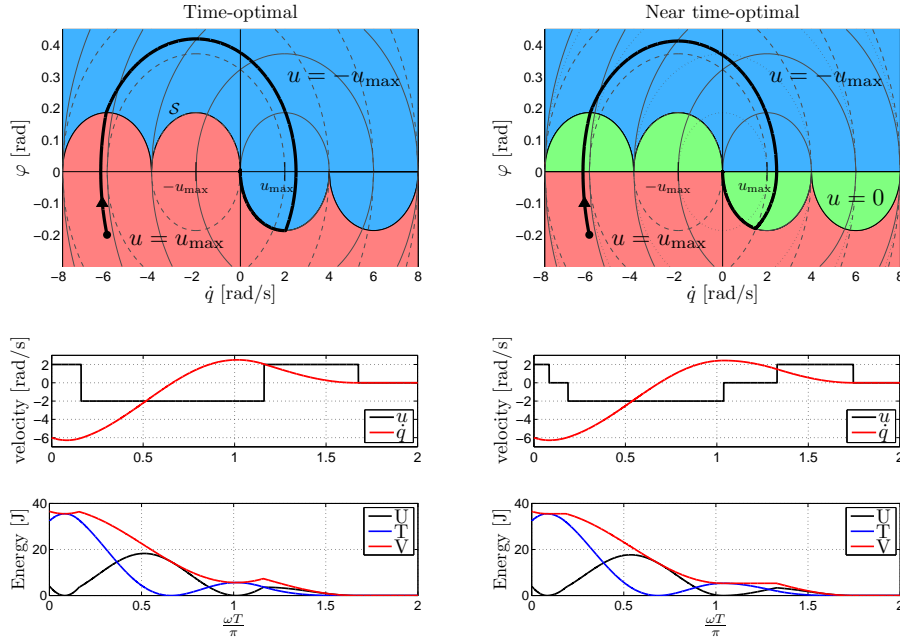 Time-optimal
Near time-optimal
φ [rad]
0.4
0.3
0.2
0.1
0
−0.1
−0.2
u = −u_max
S
−u_max
u_max
u = u_max
−8
−6
−4
−2
0
2
4
6
8
q̇ [rad/s]
φ [rad]
0.4
0.3
0.2
0.1
0
−0.1
−0.2
u = −u_max
−u_max
u_max
u = 0
u = u_max
−8
−6
−4
−2
0
2
4
6
8
q̇ [rad/s]
velocity [rad/s]
2
0
−2
−4
−6
u
q̇
0
0.5
1
1.5
2
velocity [rad/s]
2
0
−2
−4
−6
u
q̇
0
0.5
1
1.5
2
Energy [J]
40
20
0
U
T
V
0
0.5
1
1.5
2
ωT/π
Energy [J]
40
20
0
U
T
V
0
0.5
1
1.5
2
ωT/π